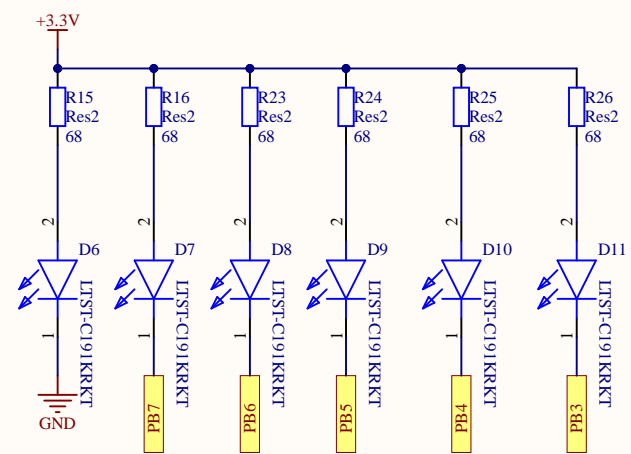 +3.3V
R15
Res2
68
R16
Res2
68
R23
Res2
68
R24
Res2
68
R25
Res2
68
R26
Res2
68
2
2
2
2
2
2
D6
D7
D8
D9
D10
D11
LTST-C191KRKT
LTST-C191KRKT
LTST-C191KRKT
LTST-C191KRKT
LTST-C191KRKT
LTST-C191KRKT
1
1
1
1
1
1
GND
PB7
PB6
PB5
PB4
PB3